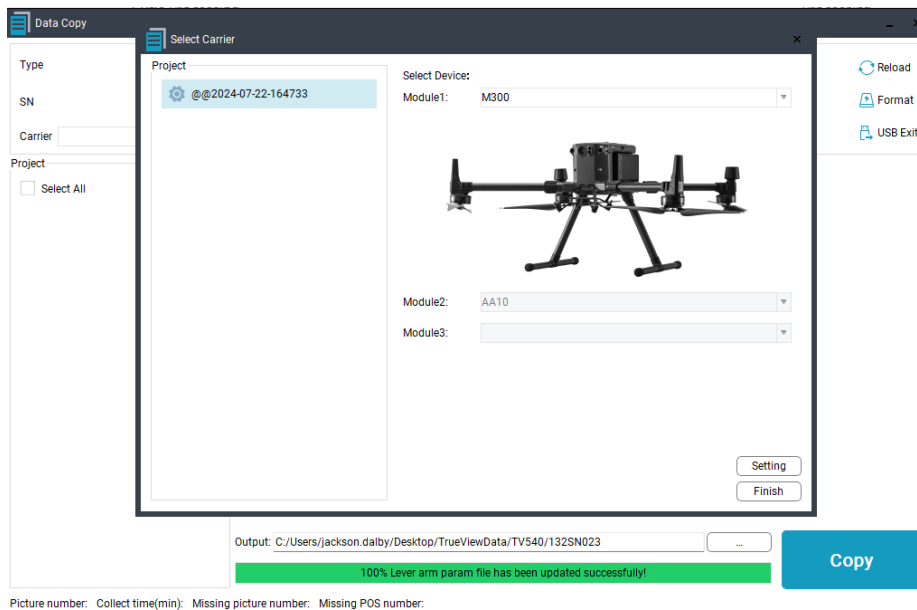 Data Copy
Select Carrier
Type
SN
Carrier
Project
Select All
Project
@@2024-07-22-164733
Select Device:
Module1: M300
Module2: AA10
Module3:
Setting
Finish
Reload
Format
USB Exit
Output: C:/Users/jackson.dalby/Desktop/TrueViewData/TV540/132SN023 ...
100% Lever arm param file has been updated successfully!
Copy
Picture number: Collect time(min): Missing picture number: Missing POS number: